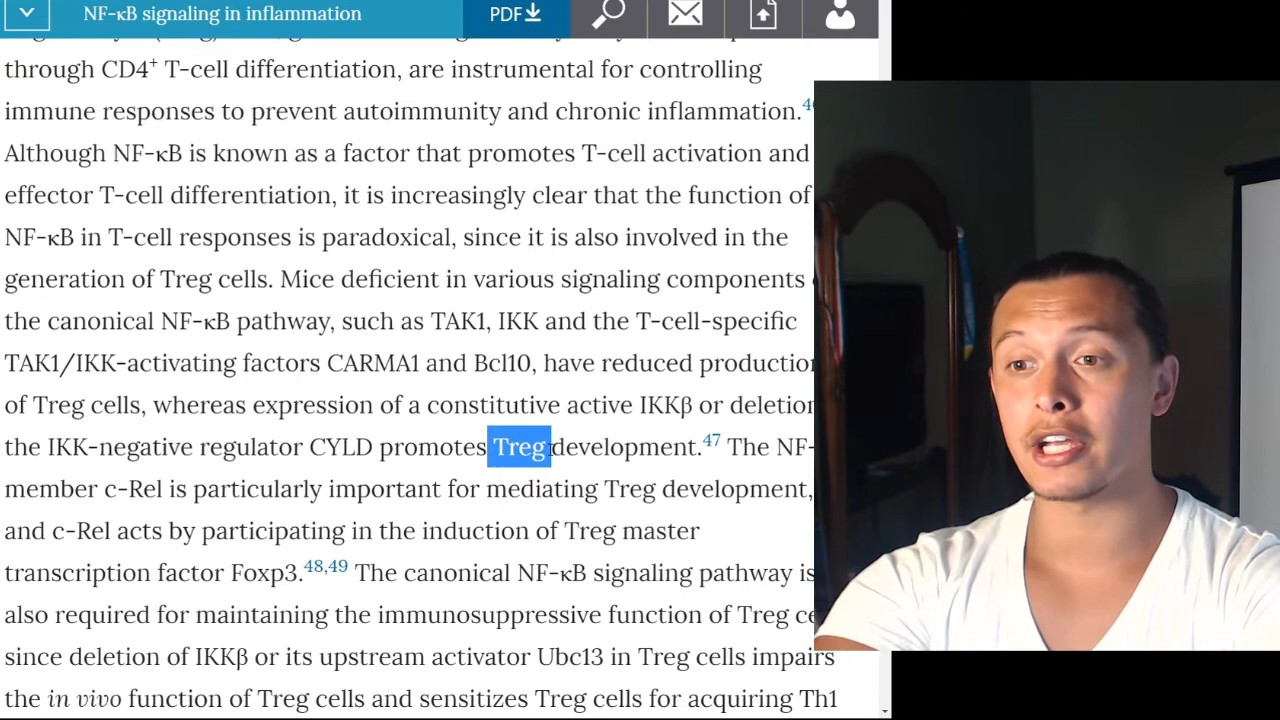 NF-κB signaling in inflammation
PDF
through CD4⁺ T-cell differentiation, are instrumental for controlling
immune responses to prevent autoimmunity and chronic inflammation.
Although NF-κB is known as a factor that promotes T-cell activation and
effector T-cell differentiation, it is increasingly clear that the function of
NF-κB in T-cell responses is paradoxical, since it is also involved in the
generation of Treg cells. Mice deficient in various signaling components
the canonical NF-κB pathway, such as TAK1, IKK and the T-cell-specific
TAK1/IKK-activating factors CARMA1 and Bcl10, have reduced production
of Treg cells, whereas expression of a constitutive active IKKβ or deletion
the IKK-negative regulator CYLD promotes Treg development.47 The NF-
member c-Rel is particularly important for mediating Treg development,
and c-Rel acts by participating in the induction of Treg master
transcription factor Foxp3.48,49 The canonical NF-κB signaling pathway is
also required for maintaining the immunosuppressive function of Treg ce
since deletion of IKKβ or its upstream activator Ubc13 in Treg cells impairs
the in vivo function of Treg cells and sensitizes Treg cells for acquiring Th1